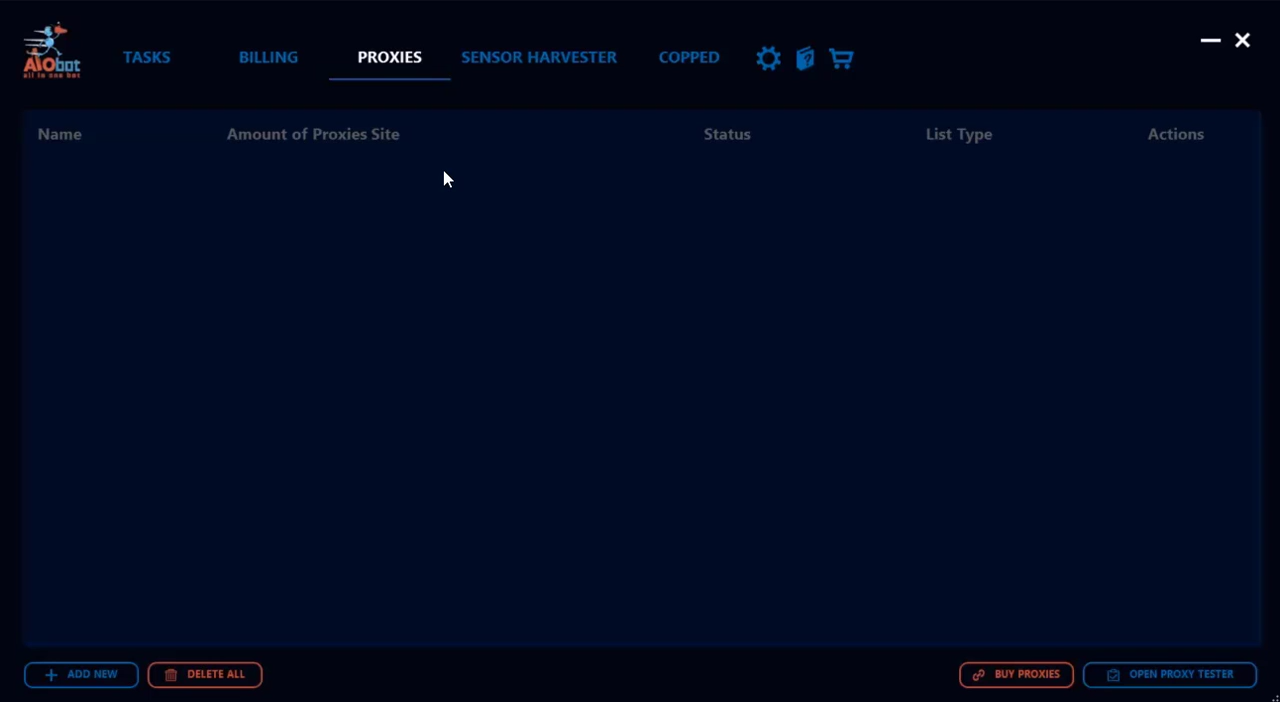 AIObot
all in one bot
TASKS BILLING PROXIES SENSOR HARVESTER COPPED
Name Amount of Proxies Site Status List Type Actions
ADD NEW DELETE ALL BUY PROXIES OPEN PROXY TESTER